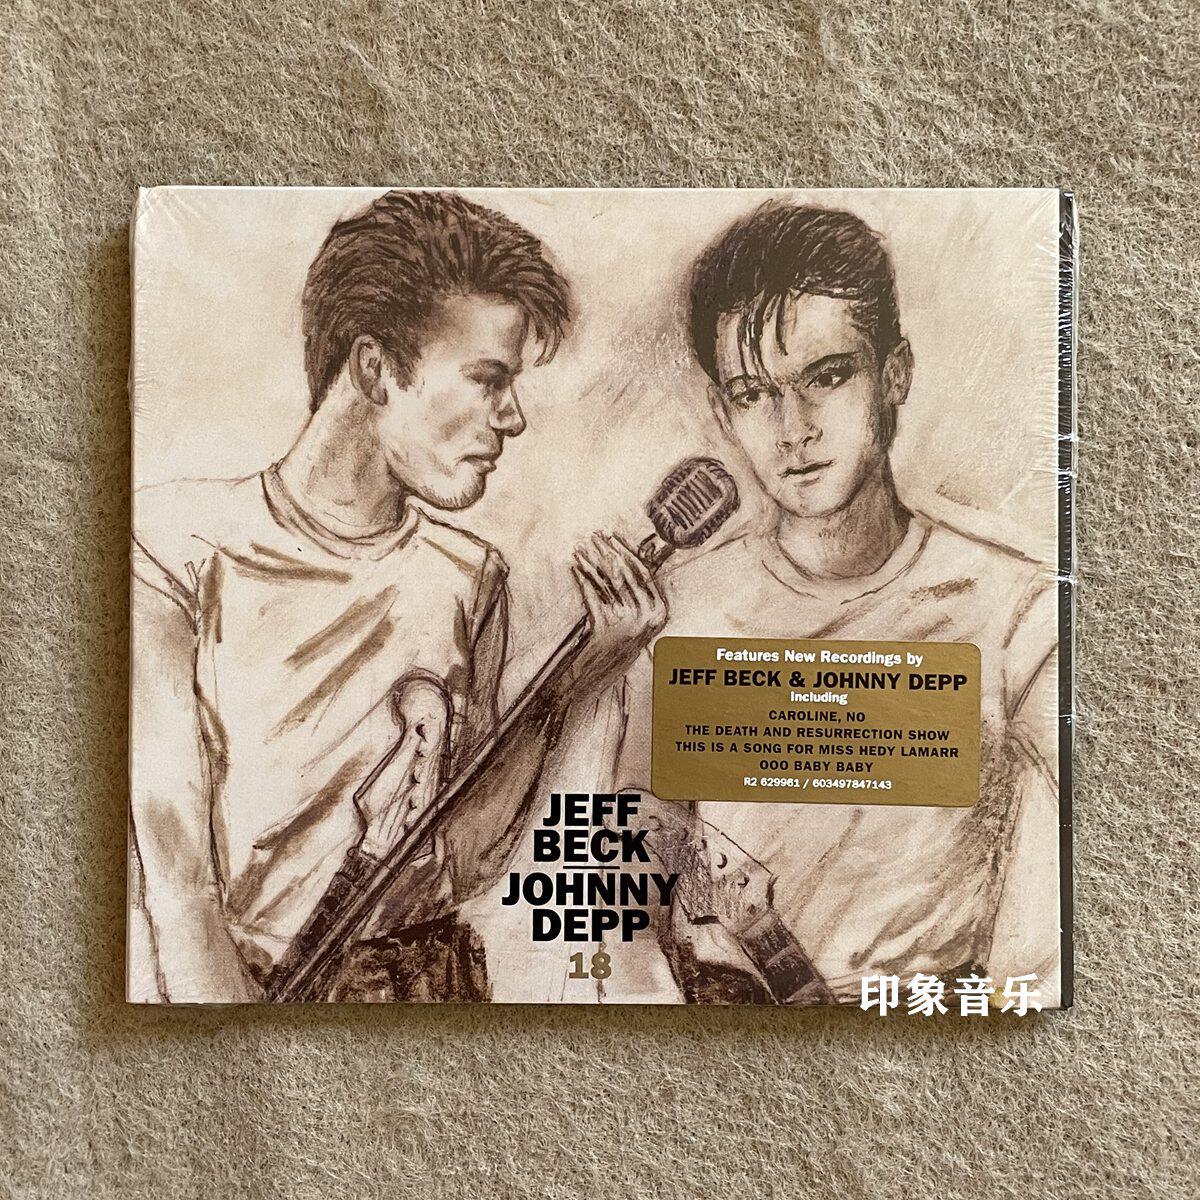 Features New Recordings by
JEFF BECK & JOHNNY DEPP
Including
CAROLINE, NO
THE DEATH AND RESURRECTION SHOW
THIS IS A SONG FOR MISS HEDY LAMARR
OOO BABY BABY
R2 629961 / 603497847143
JEFF
BECK
JOHNNY
DEPP
18
印象音乐